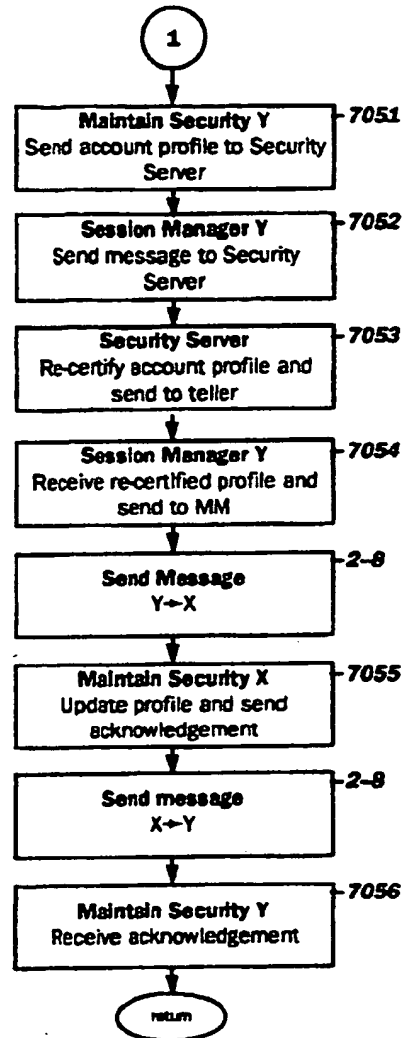 1
Maintain Security Y
Send account profile to Security
Server
7051
Session Manager Y
Send message to Security
Server
7052
Security Server
Re-certify account profile and
send to teller
7053
Session Manager Y
Receive re-certified profile and
send to MM
7054
Send Message
Y→X
2-8
Maintain Security X
Update profile and send
acknowledgement
7055
Send message
X→Y
2-8
Maintain Security Y
Receive acknowledgement
7056
return